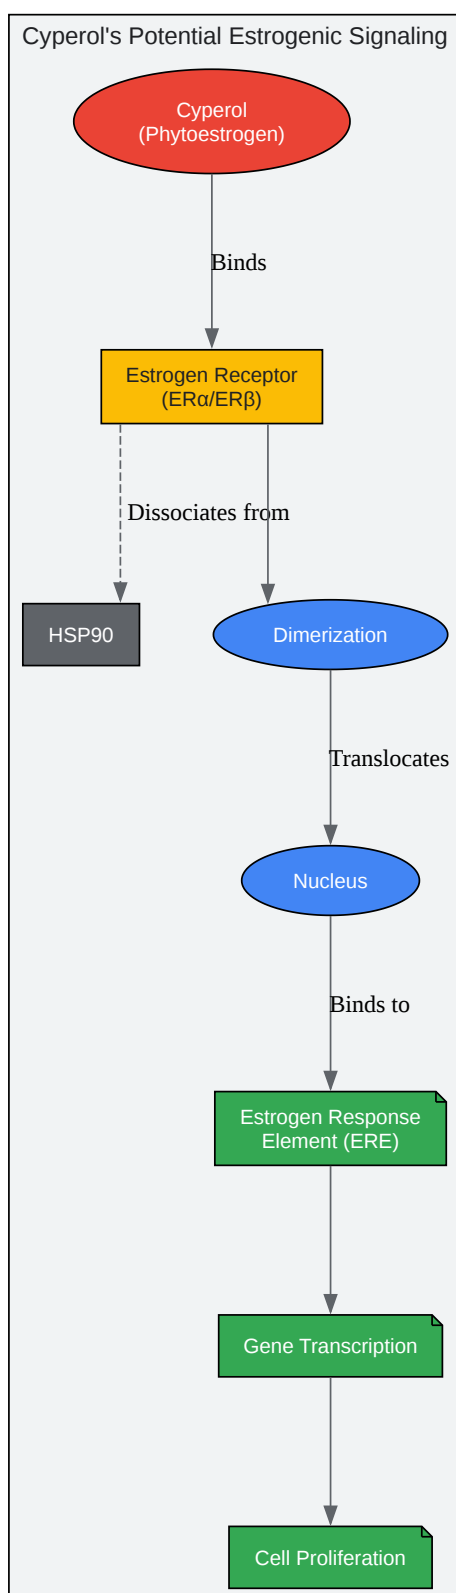 Cyperol's Potential Estrogenic Signaling
Cyperol
(Phytoestrogen)
Binds
Estrogen Receptor
(ERα/ERβ)
Dissociates from
HSP90
Dimerization
Translocates
Nucleus
Binds to
Estrogen Response
Element (ERE)
Gene Transcription
Cell Proliferation